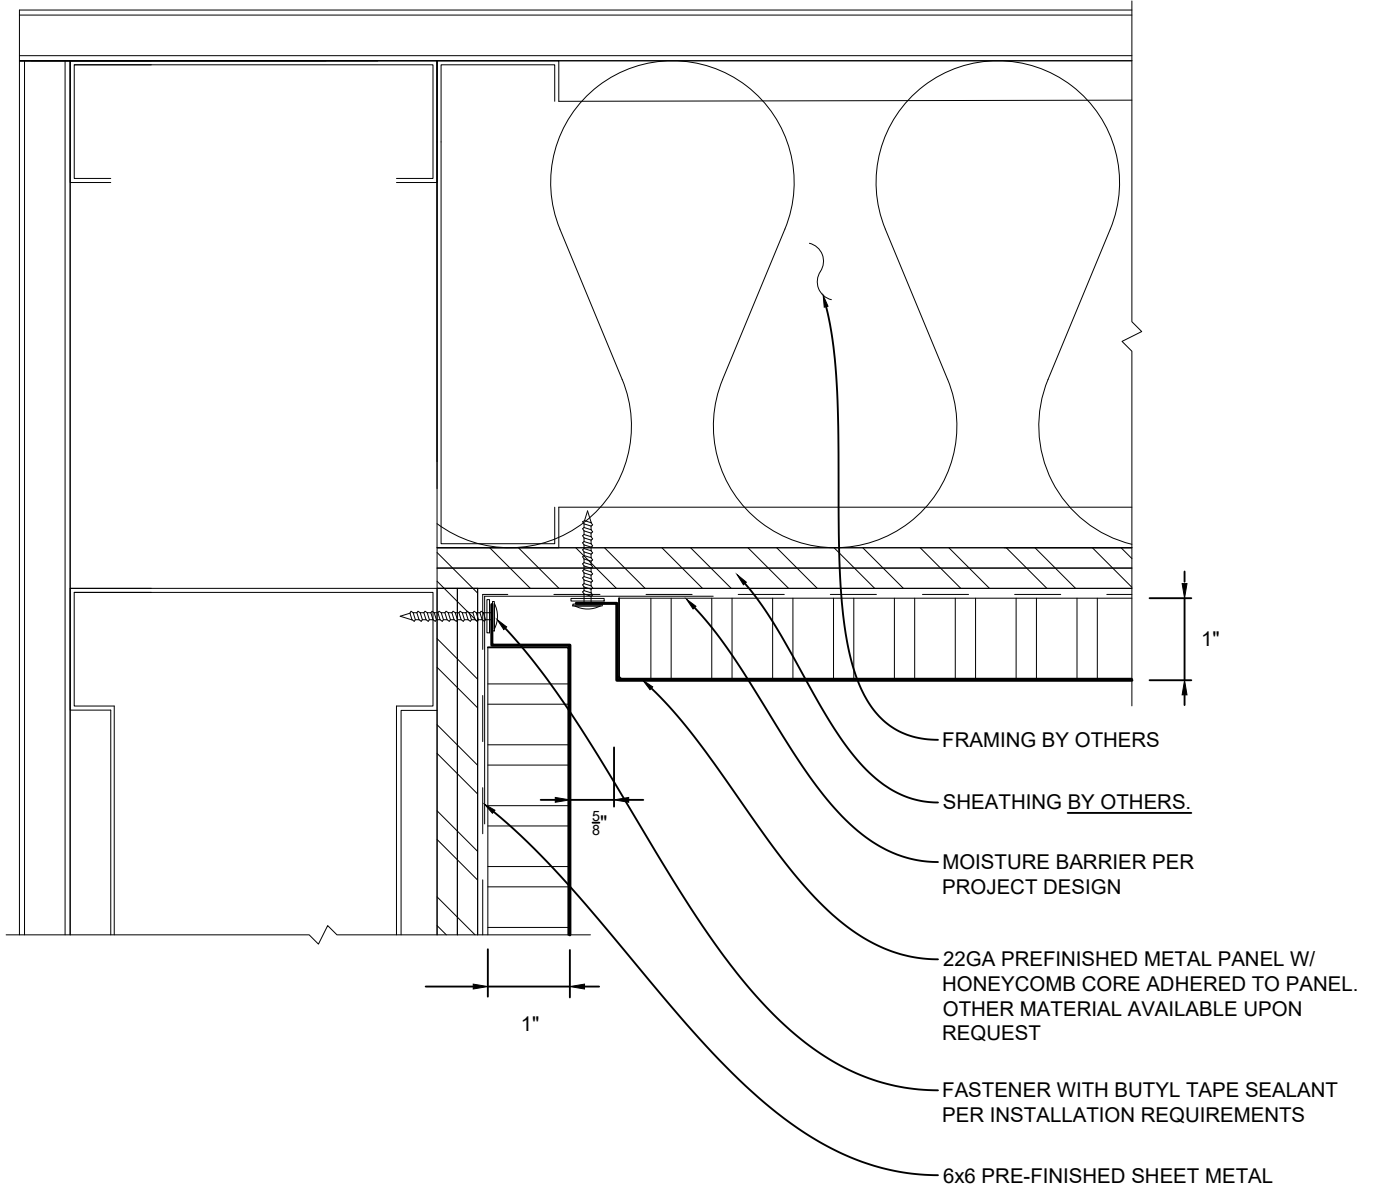 1"
FRAMING BY OTHERS
SHEATHING BY OTHERS.
5/8"
MOISTURE BARRIER PER
PROJECT DESIGN
22GA PREFINISHED METAL PANEL W/
HONEYCOMB CORE ADHERED TO PANEL.
OTHER MATERIAL AVAILABLE UPON
REQUEST
1"
FASTENER WITH BUTYL TAPE SEALANT
PER INSTALLATION REQUIREMENTS
6x6 PRE-FINISHED SHEET METAL